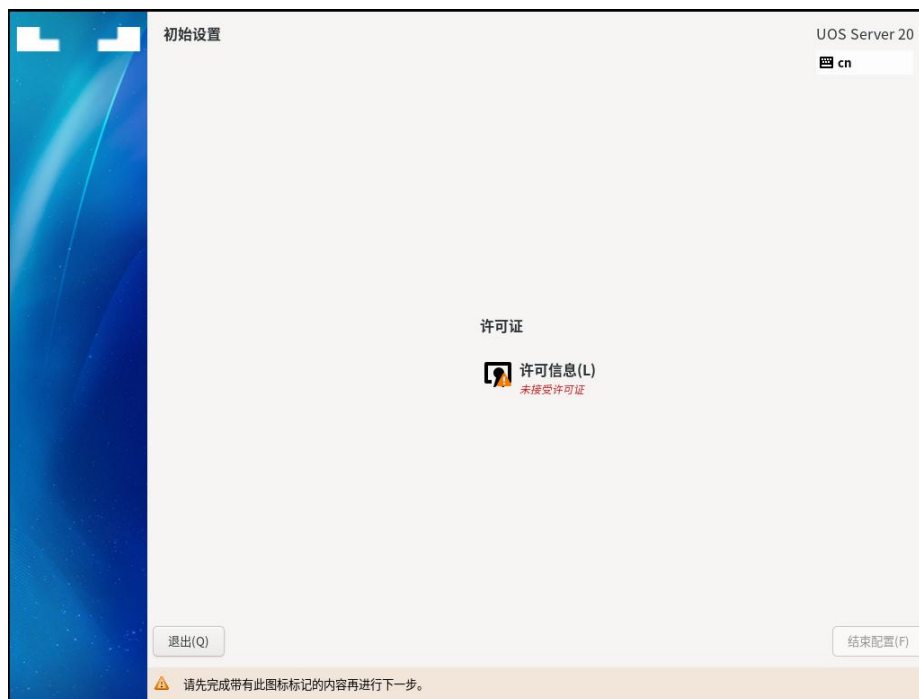 初始设置
UOS Server 20
cn
许可证
许可信息(L)
未接受许可证
退出(Q)
结束配置(F)
请先完成带有此图标标记的内容再进行下一步。